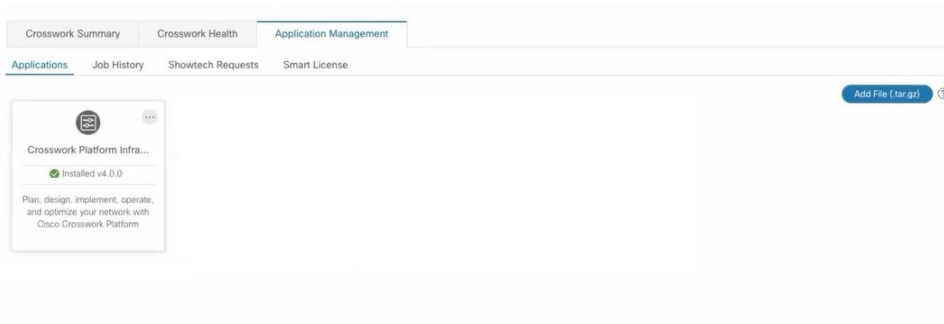 Crosswork Summary
Crosswork Health
Application Management
Applications
Job History
Showtech Requests
Smart License
Add File (.tar.gz)
?
...
Crosswork Platform Infra...
Installed v4.0.0
Plan, design, implement, operate,
and optimize your network with
Cisco Crosswork Platform